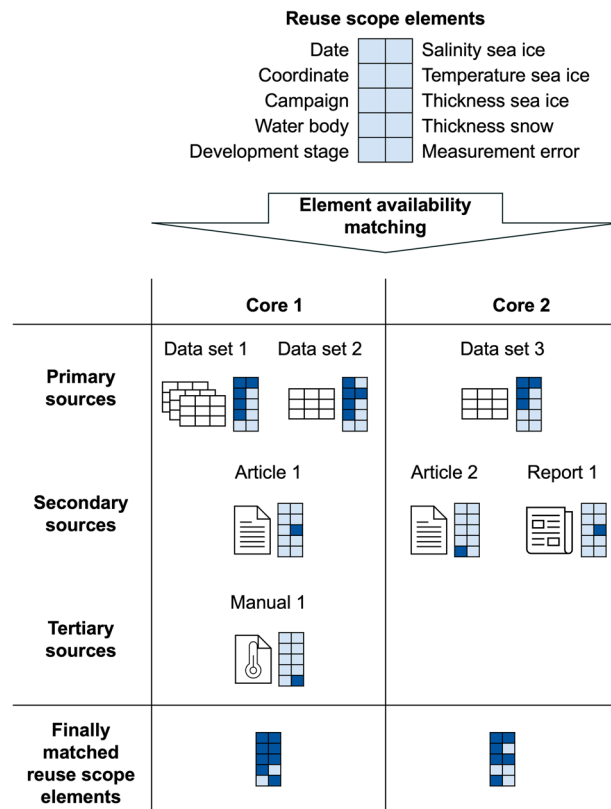 Reuse scope elements
Date Salinity sea ice
Coordinate Temperature sea ice
Campaign Thickness sea ice
Water body Thickness snow
Development stage Measurement error
Element availability
matching
Core 1 Core 2
Data set 1 Data set 2 Data set 3
Primary
sources
Article 1 Article 2 Report 1
Secondary
sources
Manual 1
Tertiary
sources
Finally
matched
reuse scope
elements